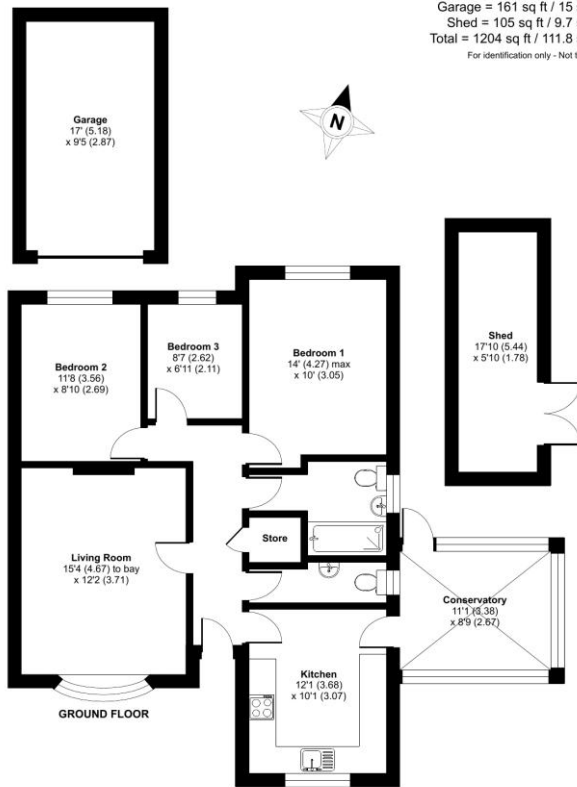 Garage = 161 sq ft / 15
Shed = 105 sq ft / 9.7
Total = 1204 sq ft / 111.8
For identification only - Not
N
Garage
17' (5.18)
x 9'5 (2.87)
Bedroom 2
11'8 (3.56)
x 8'10 (2.69)
Bedroom 3
8'7 (2.62)
x 6'11 (2.11)
Bedroom 1
14' (4.27) max
x 10' (3.05)
Shed
17'10 (5.44)
x 5'10 (1.78)
Living Room
15'4 (4.67) to bay
x 12'2 (3.71)
Store
Conservatory
11'1 (3.38)
x 8'9 (2.67)
Kitchen
12'1 (3.68)
x 10'1 (3.07)
GROUND FLOOR